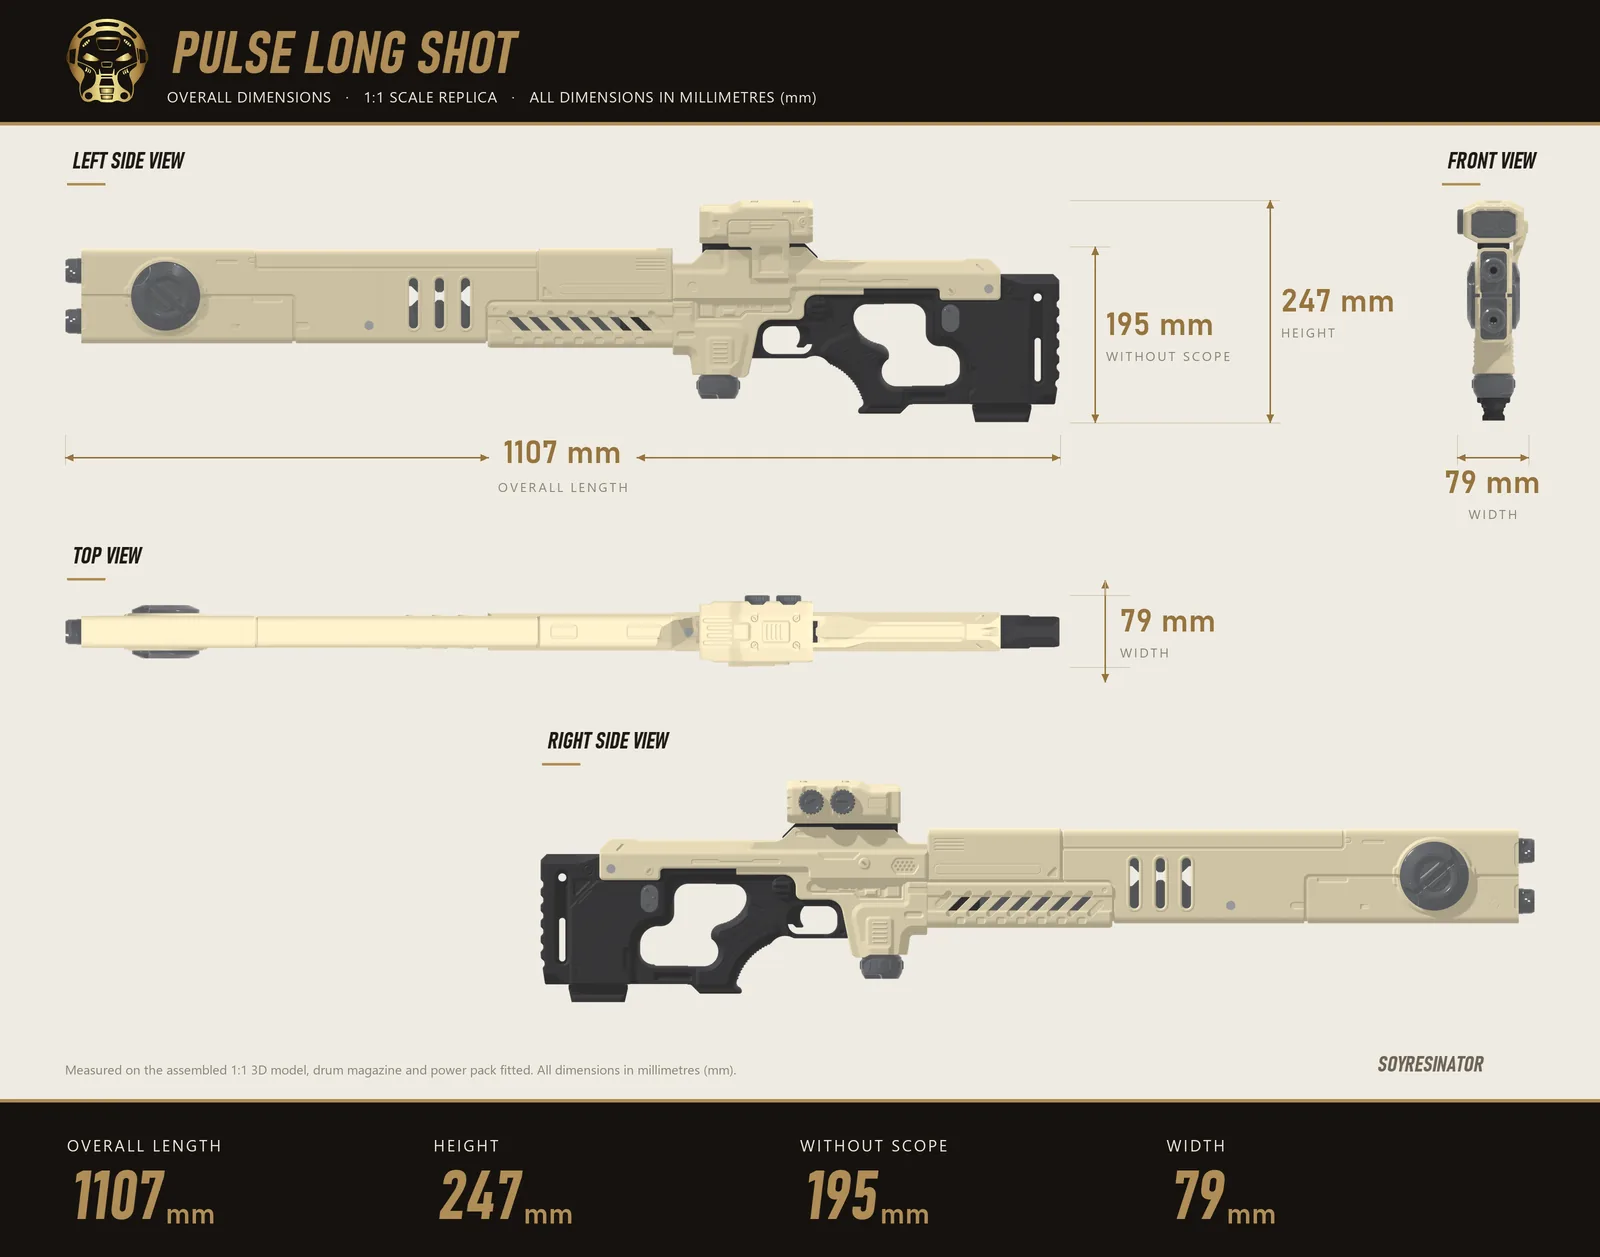 PULSE LONG SHOT
OVERALL DIMENSIONS · 1:1 SCALE REPLICA · ALL DIMENSIONS IN MILLIMETRES (mm)
LEFT SIDE VIEW
FRONT VIEW
247 mm
HEIGHT
195 mm
WITHOUT SCOPE
1107 mm
OVERALL LENGTH
79 mm
WIDTH
TOP VIEW
79 mm
WIDTH
RIGHT SIDE VIEW
SOYRESINATOR
Measured on the assembled 1:1 3D model, drum magazine and power pack fitted. All dimensions in millimetres (mm).
OVERALL LENGTH
1107 mm
HEIGHT
247 mm
WITHOUT SCOPE
195 mm
WIDTH
79 mm